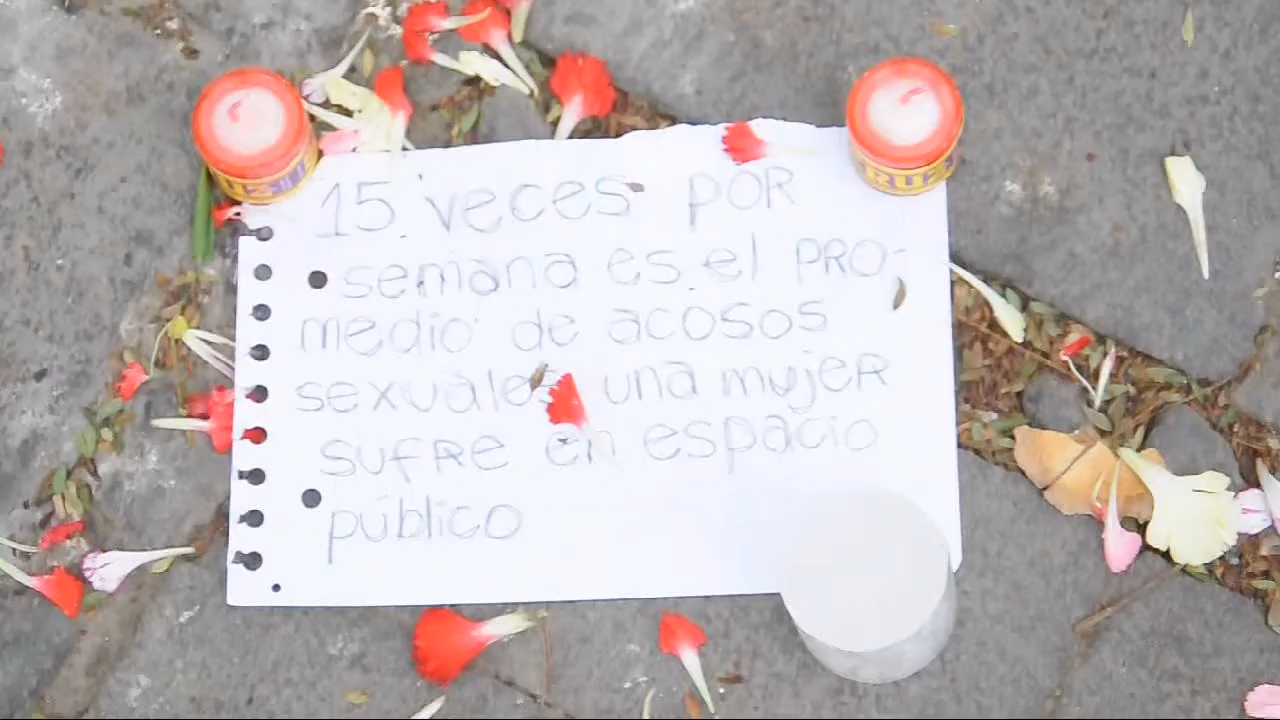 15 veces POR
semana es el PRO-
medio de acosos
sexuales una mujer
sufre en espacio
público